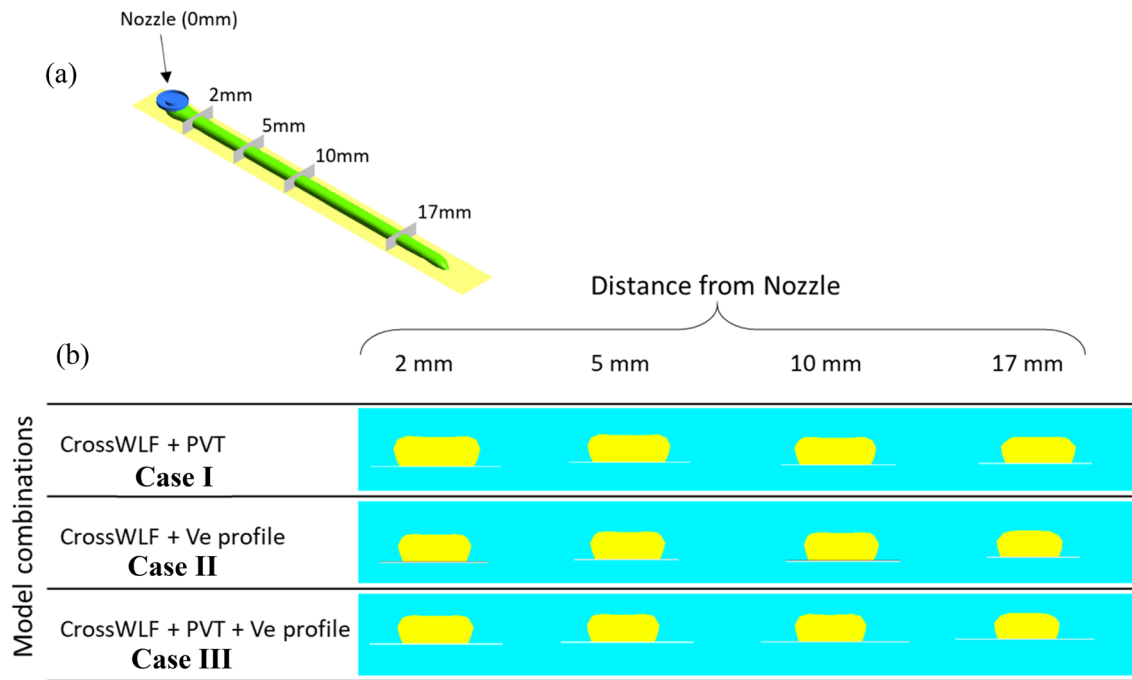 Nozzle (0mm)
(a)
2mm
5mm
10mm
17mm
Distance from Nozzle
(b)
2 mm 5 mm 10 mm 17 mm
Model combinations
CrossWLF + PVT
Case I
CrossWLF + Ve profile
Case II
CrossWLF + PVT + Ve profile
Case III